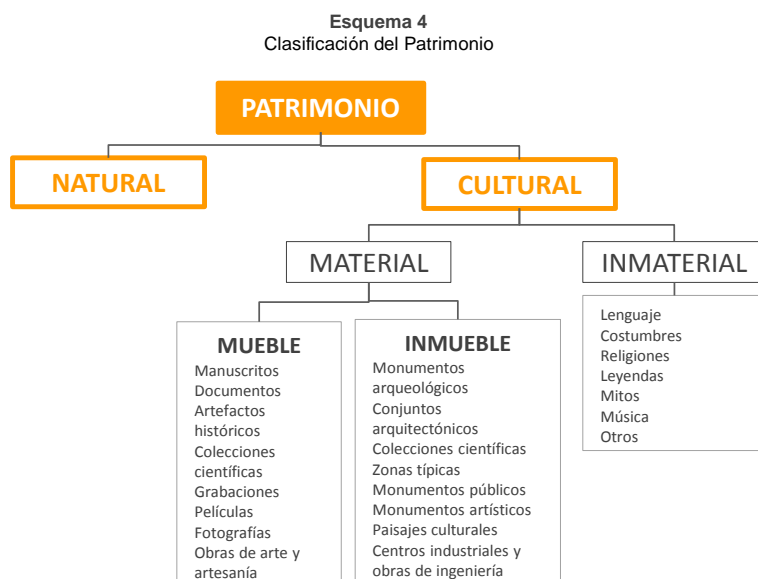 Esquema 4
Clasificación del Patrimonio
PATRIMONIO
NATURAL
CULTURAL
MATERIAL
INMATERIAL
MUEBLE
Manuscritos
Documentos
Artefactos
históricos
Colecciones
científicas
Grabaciones
Películas
Fotografías
Obras de arte y
artesanía
INMUEBLE
Monumentos
arqueológicos
Conjuntos
arquitectónicos
Colecciones científicas
Zonas típicas
Monumentos públicos
Monumentos artísticos
Paisajes culturales
Centros industriales y
obras de ingeniería
Lenguaje
Costumbres
Religiones
Leyendas
Mitos
Música
Otros